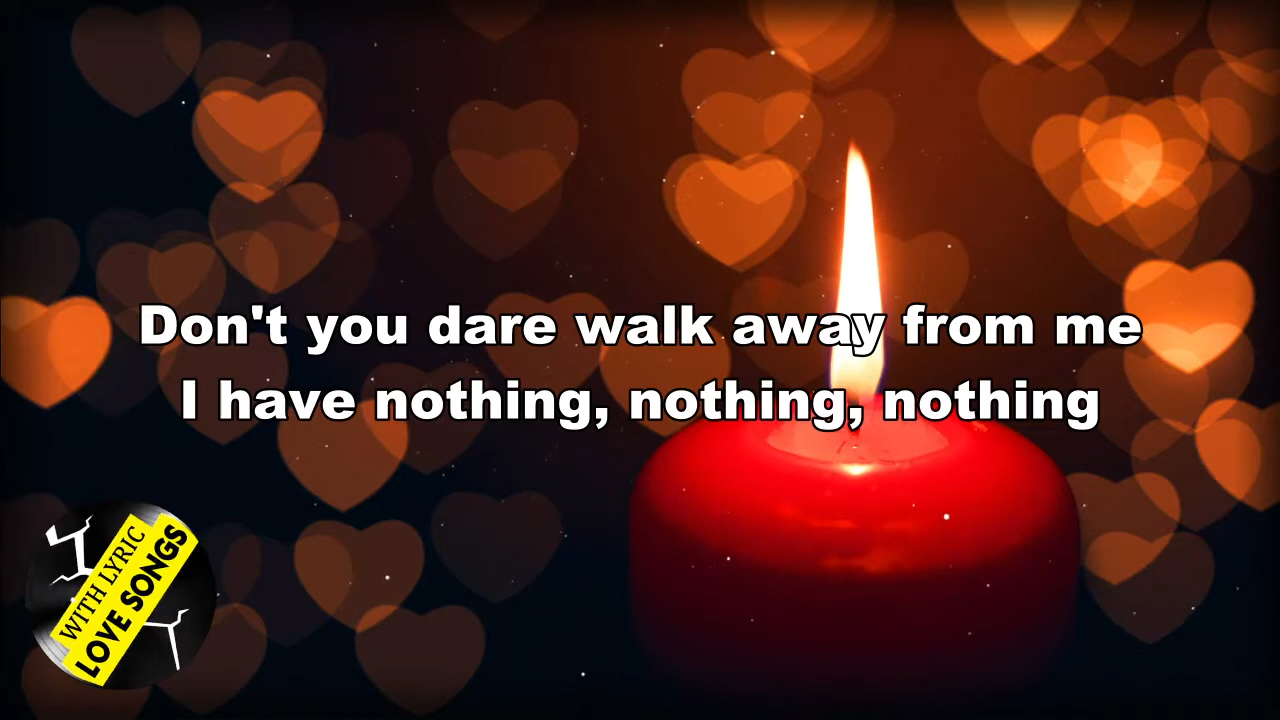 Don't you dare walk away from me
I have nothing, nothing, nothing
WITH LYRIC
LOVE SONGS